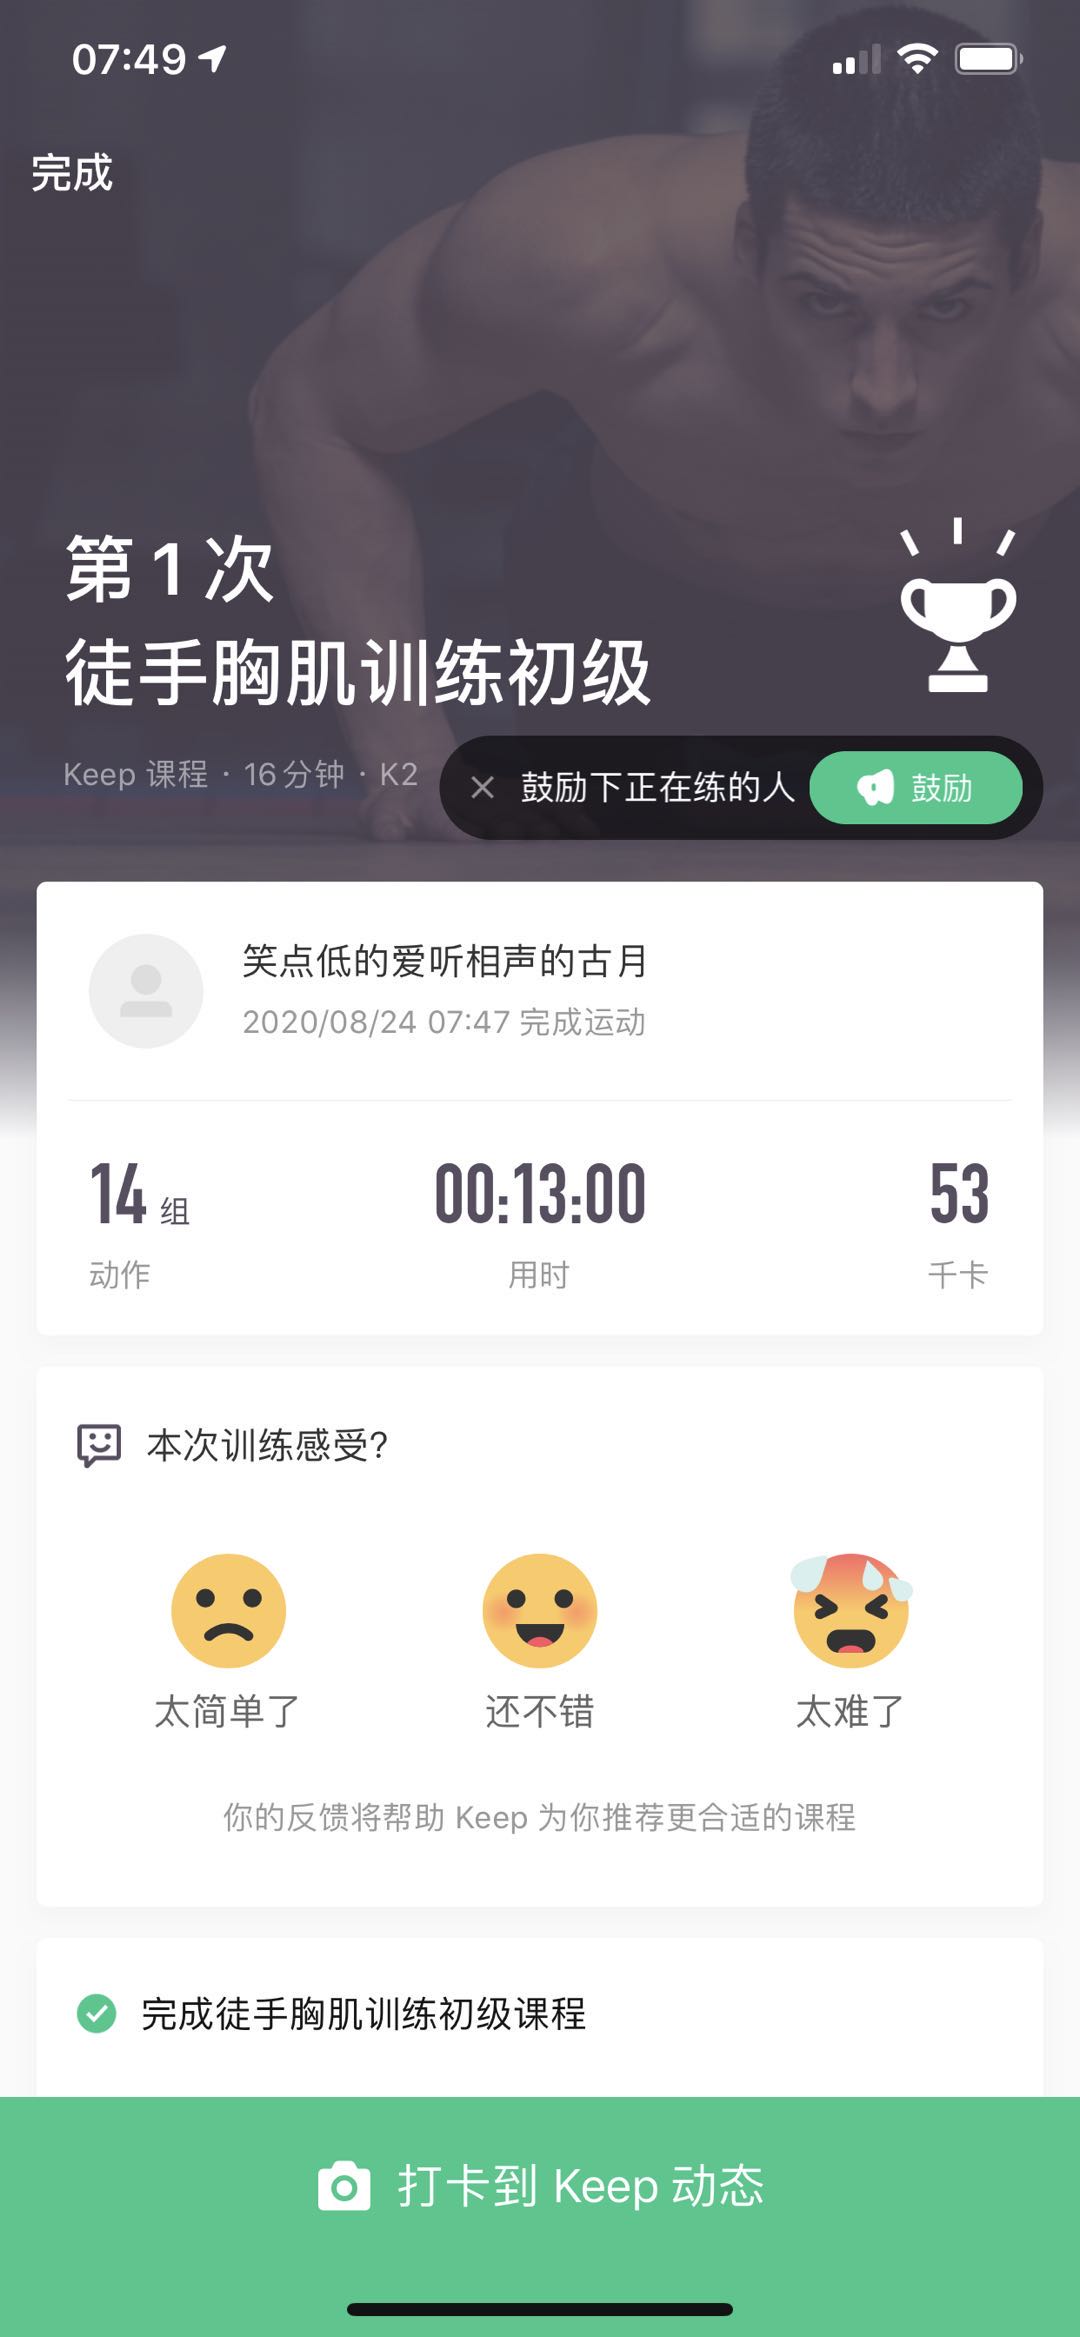 07:49
完成
第 1 次
徒手胸肌训练初级
Keep 课程 · 16 分钟 · K2
鼓励下正在练的人
鼓励
笑点低的爱听相声的古月
2020/08/24 07:47 完成运动
14 组
00:13:00
53
动作
用时
千卡
本次训练感受?
太简单了
还不错
太难了
你的反馈将帮助 Keep 为你推荐更合适的课程
完成徒手胸肌训练初级课程
打卡到 Keep 动态